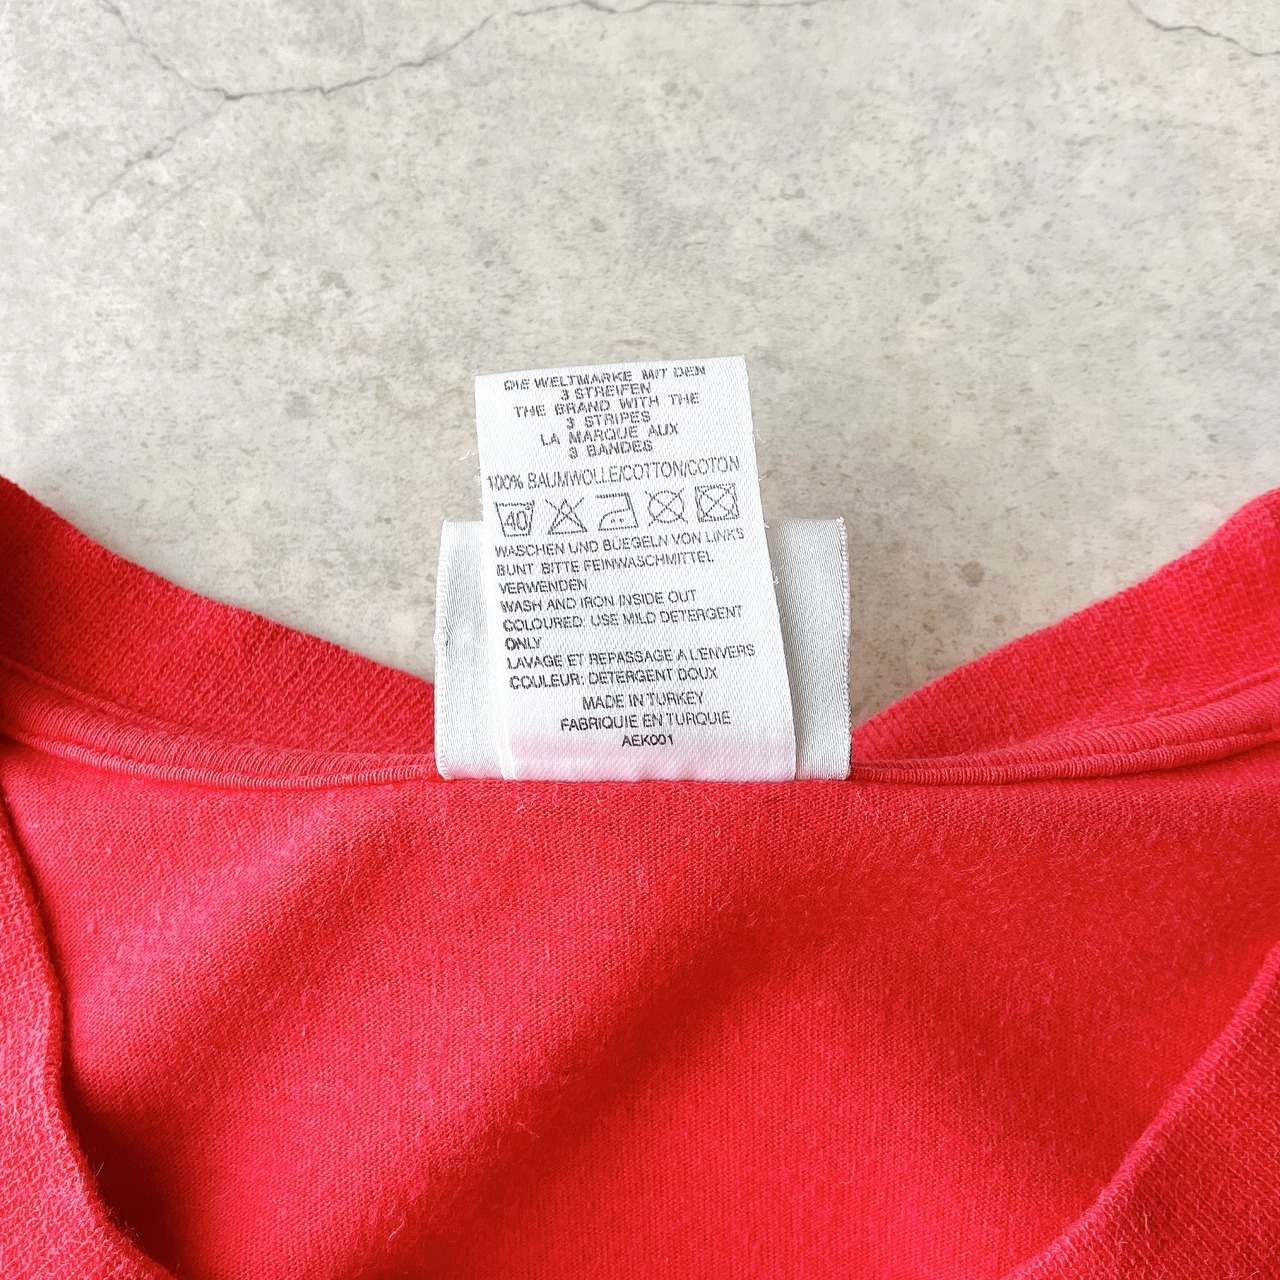 DIE WELTMARKE MIT DEN
3 STREIFEN
THE BRAND WITH THE
3 STRIPES
LA MARQUE AUX
3 BANDES
100% BAUMWOLLE/COTTON/COTON
40°
WASCHEN UND BÜEGELN VON LINKS
BUNT BITTE FEINWASCHMITTEL
VERWENDEN
WASH AND IRON INSIDE OUT
COLOURED: USE MILD DETERGENT
ONLY
LAVAGE ET REPASSAGE A L'ENVERS
COULEUR: DETERGENT DOUX
MADE IN TURKEY
FABRIQUIE EN TURQUIE
AEK001